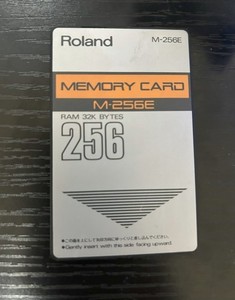 Roland M-256E
MEMORY CARD
M-256E
RAM 32K BYTES
256
●Gently insert with this side facing upward.